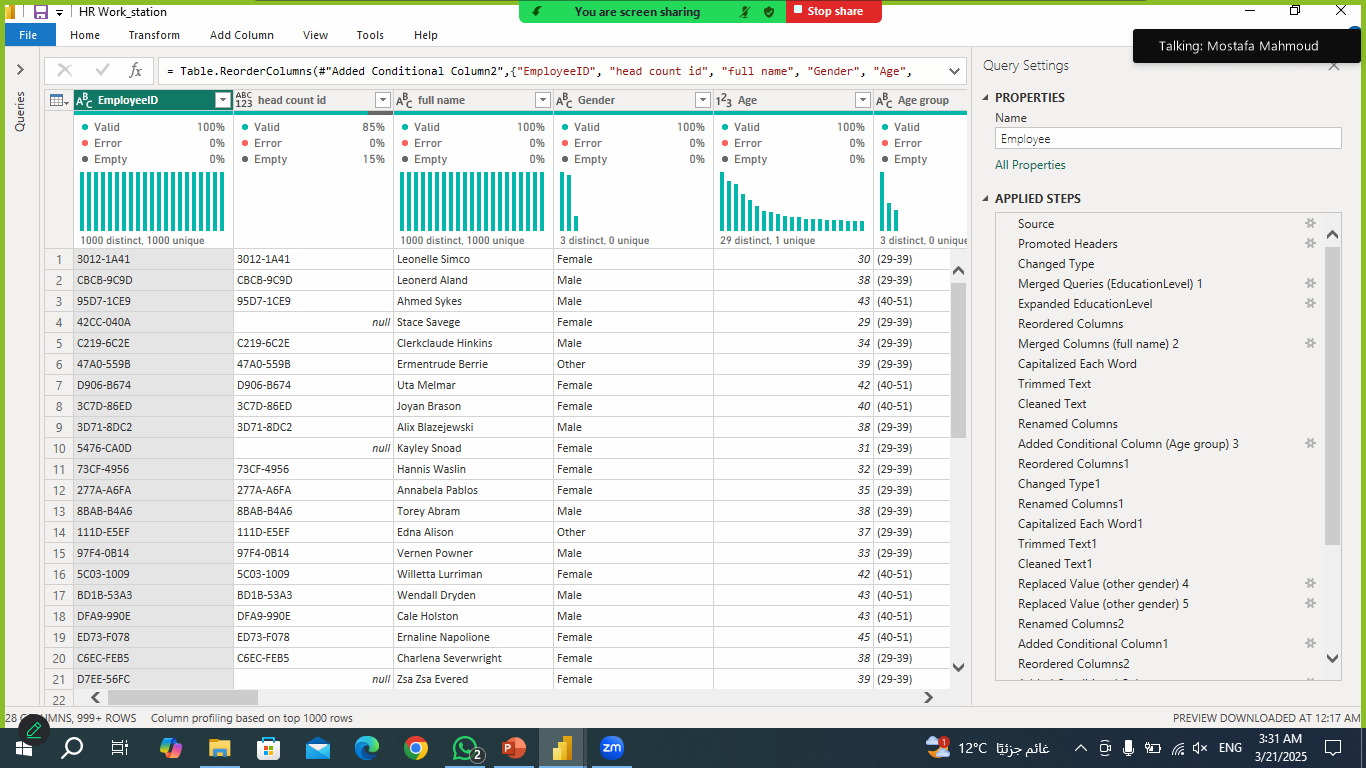 HR Work_station
You are screen sharing
Stop share
File
Home
Transform
Add Column
View
Tools
Help
Talking: Mostafa Mahmoud
Queries
fx
= Table.ReorderColumns(#"Added Conditional Column2",{"EmployeeID", "head count id", "full name", "Gender", "Age",
Query Settings
PROPERTIES
Name
Employee
All Properties
APPLIED STEPS
Source
Promoted Headers
Changed Type
Merged Queries (EducationLevel) 1
Expanded EducationLevel
Reordered Columns
Merged Columns (full name) 2
Capitalized Each Word
Trimmed Text
Cleaned Text
Renamed Columns
Added Conditional Column (Age group) 3
Reordered Columns1
Changed Type1
Renamed Columns1
Capitalized Each Word1
Trimmed Text1
Cleaned Text1
Replaced Value (other gender) 4
Replaced Value (other gender) 5
Renamed Columns2
Added Conditional Column1
Reordered Columns2
ABC EmployeeID ABC 123 head count id ABC full name ABC Gender 123 Age ABC Age group
Valid 100% Valid 85% Valid 100% Valid 100% Valid 100% Valid
Error 0% Error 0% Error 0% Error 0% Error 0% Error
Empty 0% Empty 15% Empty 0% Empty 0% Empty 0% Empty
1000 distinct, 1000 unique 1000 distinct, 1000 unique 3 distinct, 0 unique 29 distinct, 1 unique 3 distinct, 0 unique
1 3012-1A41 3012-1A41 Leonelle Simco Female 30 (29-39)
2 CBCB-9C9D CBCB-9C9D Leonerd Aland Male 38 (29-39)
3 95D7-1CE9 95D7-1CE9 Ahmed Sykes Male 43 (40-51)
4 42CC-040A null Stace Savege Female 29 (29-39)
5 C219-6C2E C219-6C2E Clerkclaude Hinkins Male 34 (29-39)
6 47A0-559B 47A0-559B Ermentrude Berrie Other 39 (29-39)
7 D906-B674 D906-B674 Uta Melmar Female 42 (40-51)
8 3C7D-86ED 3C7D-86ED Joyan Brason Female 40 (40-51)
9 3D71-8DC2 3D71-8DC2 Alix Blazejewski Male 38 (29-39)
10 5476-CA0D null Kayley Snoad Female 31 (29-39)
11 73CF-4956 73CF-4956 Hannis Waslin Female 32 (29-39)
12 277A-A6FA 277A-A6FA Annabela Pablos Female 35 (29-39)
13 8BAB-B4A6 8BAB-B4A6 Torey Abram Male 38 (29-39)
14 111D-E5EF 111D-E5EF Edna Alison Other 37 (29-39)
15 97F4-0B14 97F4-0B14 Vernen Powner Male 33 (29-39)
16 5C03-1009 5C03-1009 Willetta Lurriman Female 42 (40-51)
17 BD1B-53A3 BD1B-53A3 Wendall Dryden Male 43 (40-51)
18 DFA9-990E DFA9-990E Cale Holston Male 43 (40-51)
19 ED73-F078 ED73-F078 Ernaline Napolione Female 45 (40-51)
20 C6EC-FEB5 C6EC-FEB5 Charlena Severwright Female 38 (29-39)
21 D7EE-56FC null Zsa Zsa Evered Female 39 (29-39)
22
28 COLUMNS, 999+ ROWS Column profiling based on top 1000 rows
PREVIEW DOWNLOADED AT 12:17 AM
2
zm
1
12°C غائم جزئيًا
ENG
3:31 AM
3/21/2025